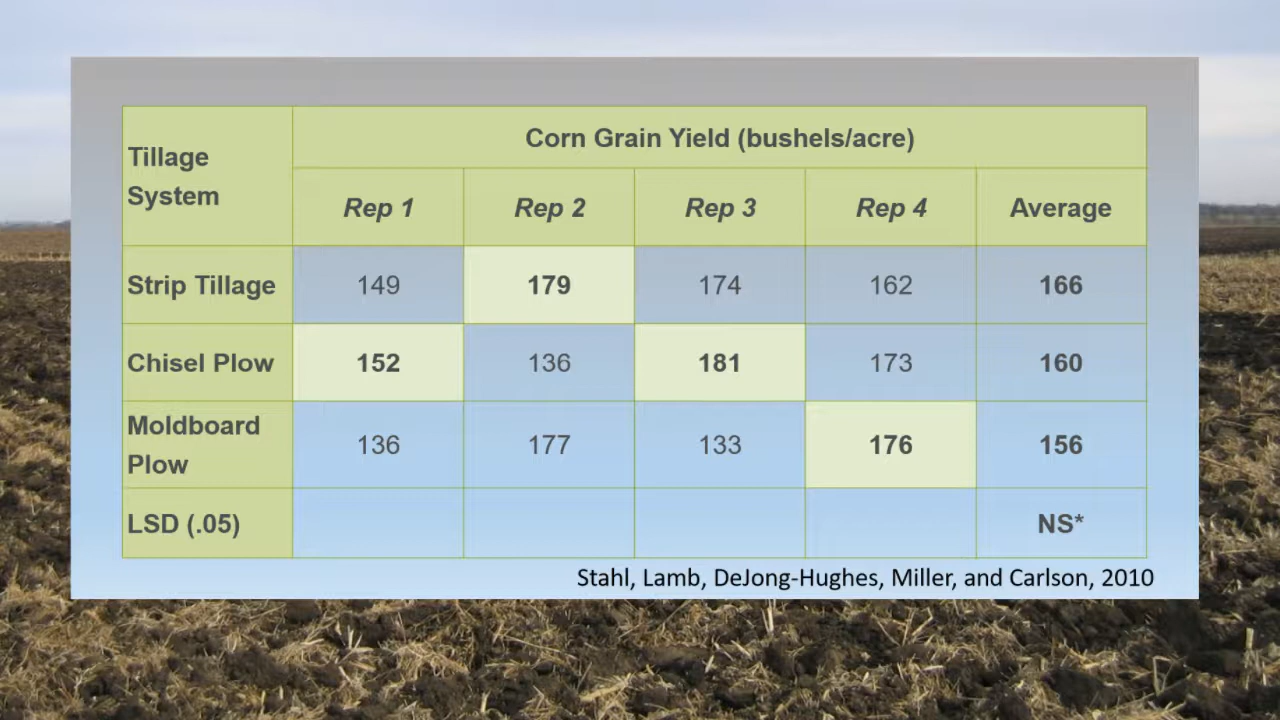 Tillage System
Corn Grain Yield (bushels/acre)
Rep 1 Rep 2 Rep 3 Rep 4 Average
Strip Tillage 149 179 174 162 166
Chisel Plow 152 136 181 173 160
Moldboard Plow 136 177 133 176 156
LSD (.05) NS*
Stahl, Lamb, DeJong-Hughes, Miller, and Carlson, 2010